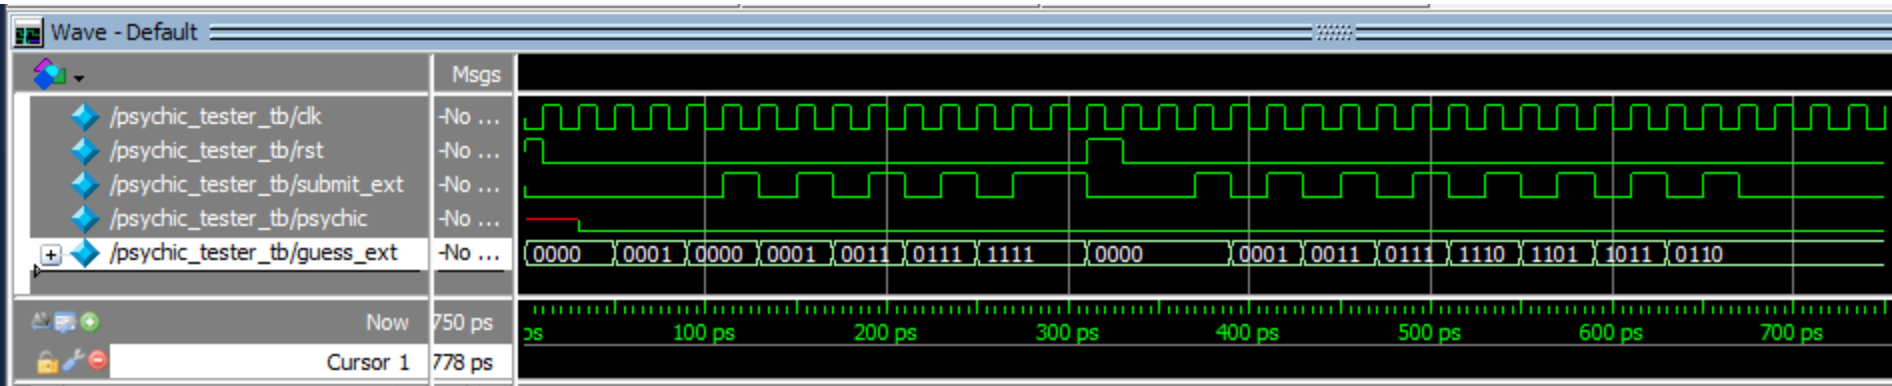 Wave - Default
Msgs
/psychic_tester_tb/clk -No ...
/psychic_tester_tb/rst -No ...
/psychic_tester_tb/submit_ext -No ...
/psychic_tester_tb/psychic -No ...
/psychic_tester_tb/guess_ext -No ... 0000 0001 0000 0001 0011 0111 1111 0000 0001 0011 0111 1110 1101 1011 0110
Now 750 ps ps 100 ps 200 ps 300 ps 400 ps 500 ps 600 ps 700 ps
Cursor 1 778 ps